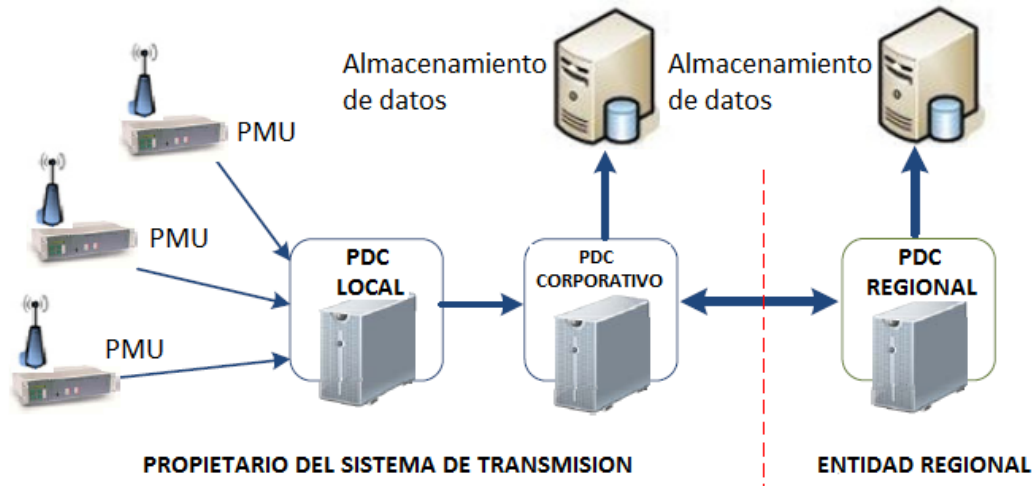 Almacenamiento
de datos
Almacenamiento
de datos
PMU
PMU
PMU
PDC
LOCAL
PDC
CORPORATIVO
PDC
REGIONAL
PROPIETARIO DEL SISTEMA DE TRANSMISION
ENTIDAD REGIONAL